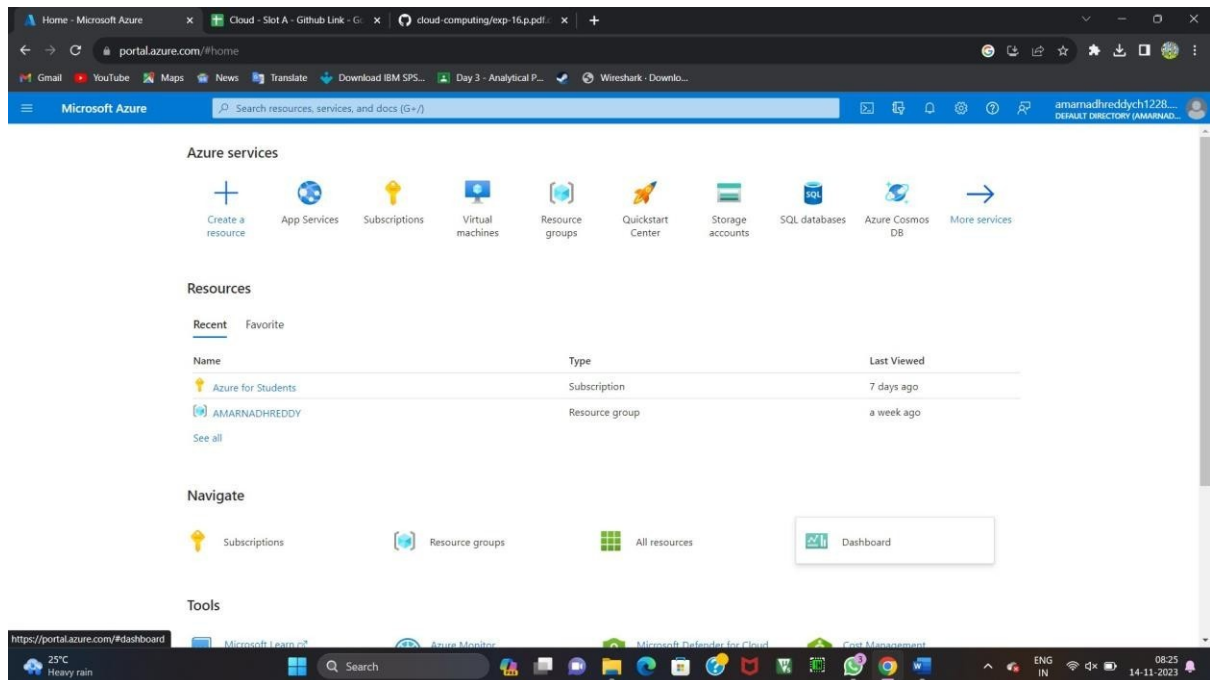 Home - Microsoft Azure
Cloud - Slot A - Github Link - Go
cloud-computing/exp-16.p.pdf
portal.azure.com/#home
Gmail YouTube Maps News Translate Download IBM SPS... Day 3 - Analytical P... Wireshark · Downlo...
Microsoft Azure
Search resources, services, and docs (G+/)
amarnadhreddych1228....
DEFAULT DIRECTORY (AMARNAD...
Azure services
Create a resource
App Services
Subscriptions
Virtual machines
Resource groups
Quickstart Center
Storage accounts
SQL
SQL databases
Azure Cosmos DB
More services
Resources
Recent Favorite
Name Type Last Viewed
Azure for Students Subscription 7 days ago
AMARNADHREDDY Resource group a week ago
See all
Navigate
Subscriptions Resource groups All resources Dashboard
Tools
Microsoft Learn Azure Monitor Microsoft Defender for Cloud Cost Management
https://portal.azure.com/#dashboard
25°C
Heavy rain
Search
3
ENG
IN
08:25
14-11-2023